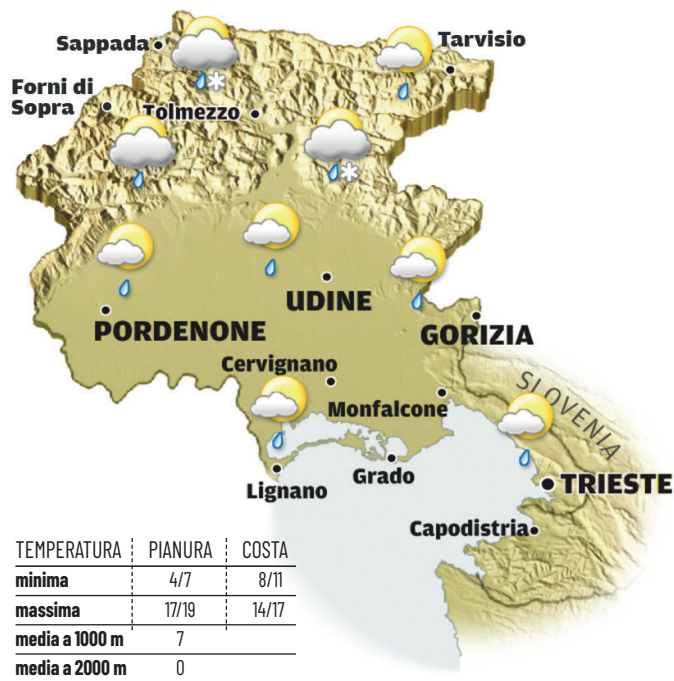 Sappada
Tarvisio
Forni di
Sopra
Tolmezzo
UDINE
PORDENONE
GORIZIA
Cervignano
SLOVENIA
Monfalcone
Grado
Lignano
TRIESTE
Capodistria
TEMPERATURA PIANURA COSTA
minima 4/7 8/11
massima 17/19 14/17
media a 1000 m 7
media a 2000 m 0